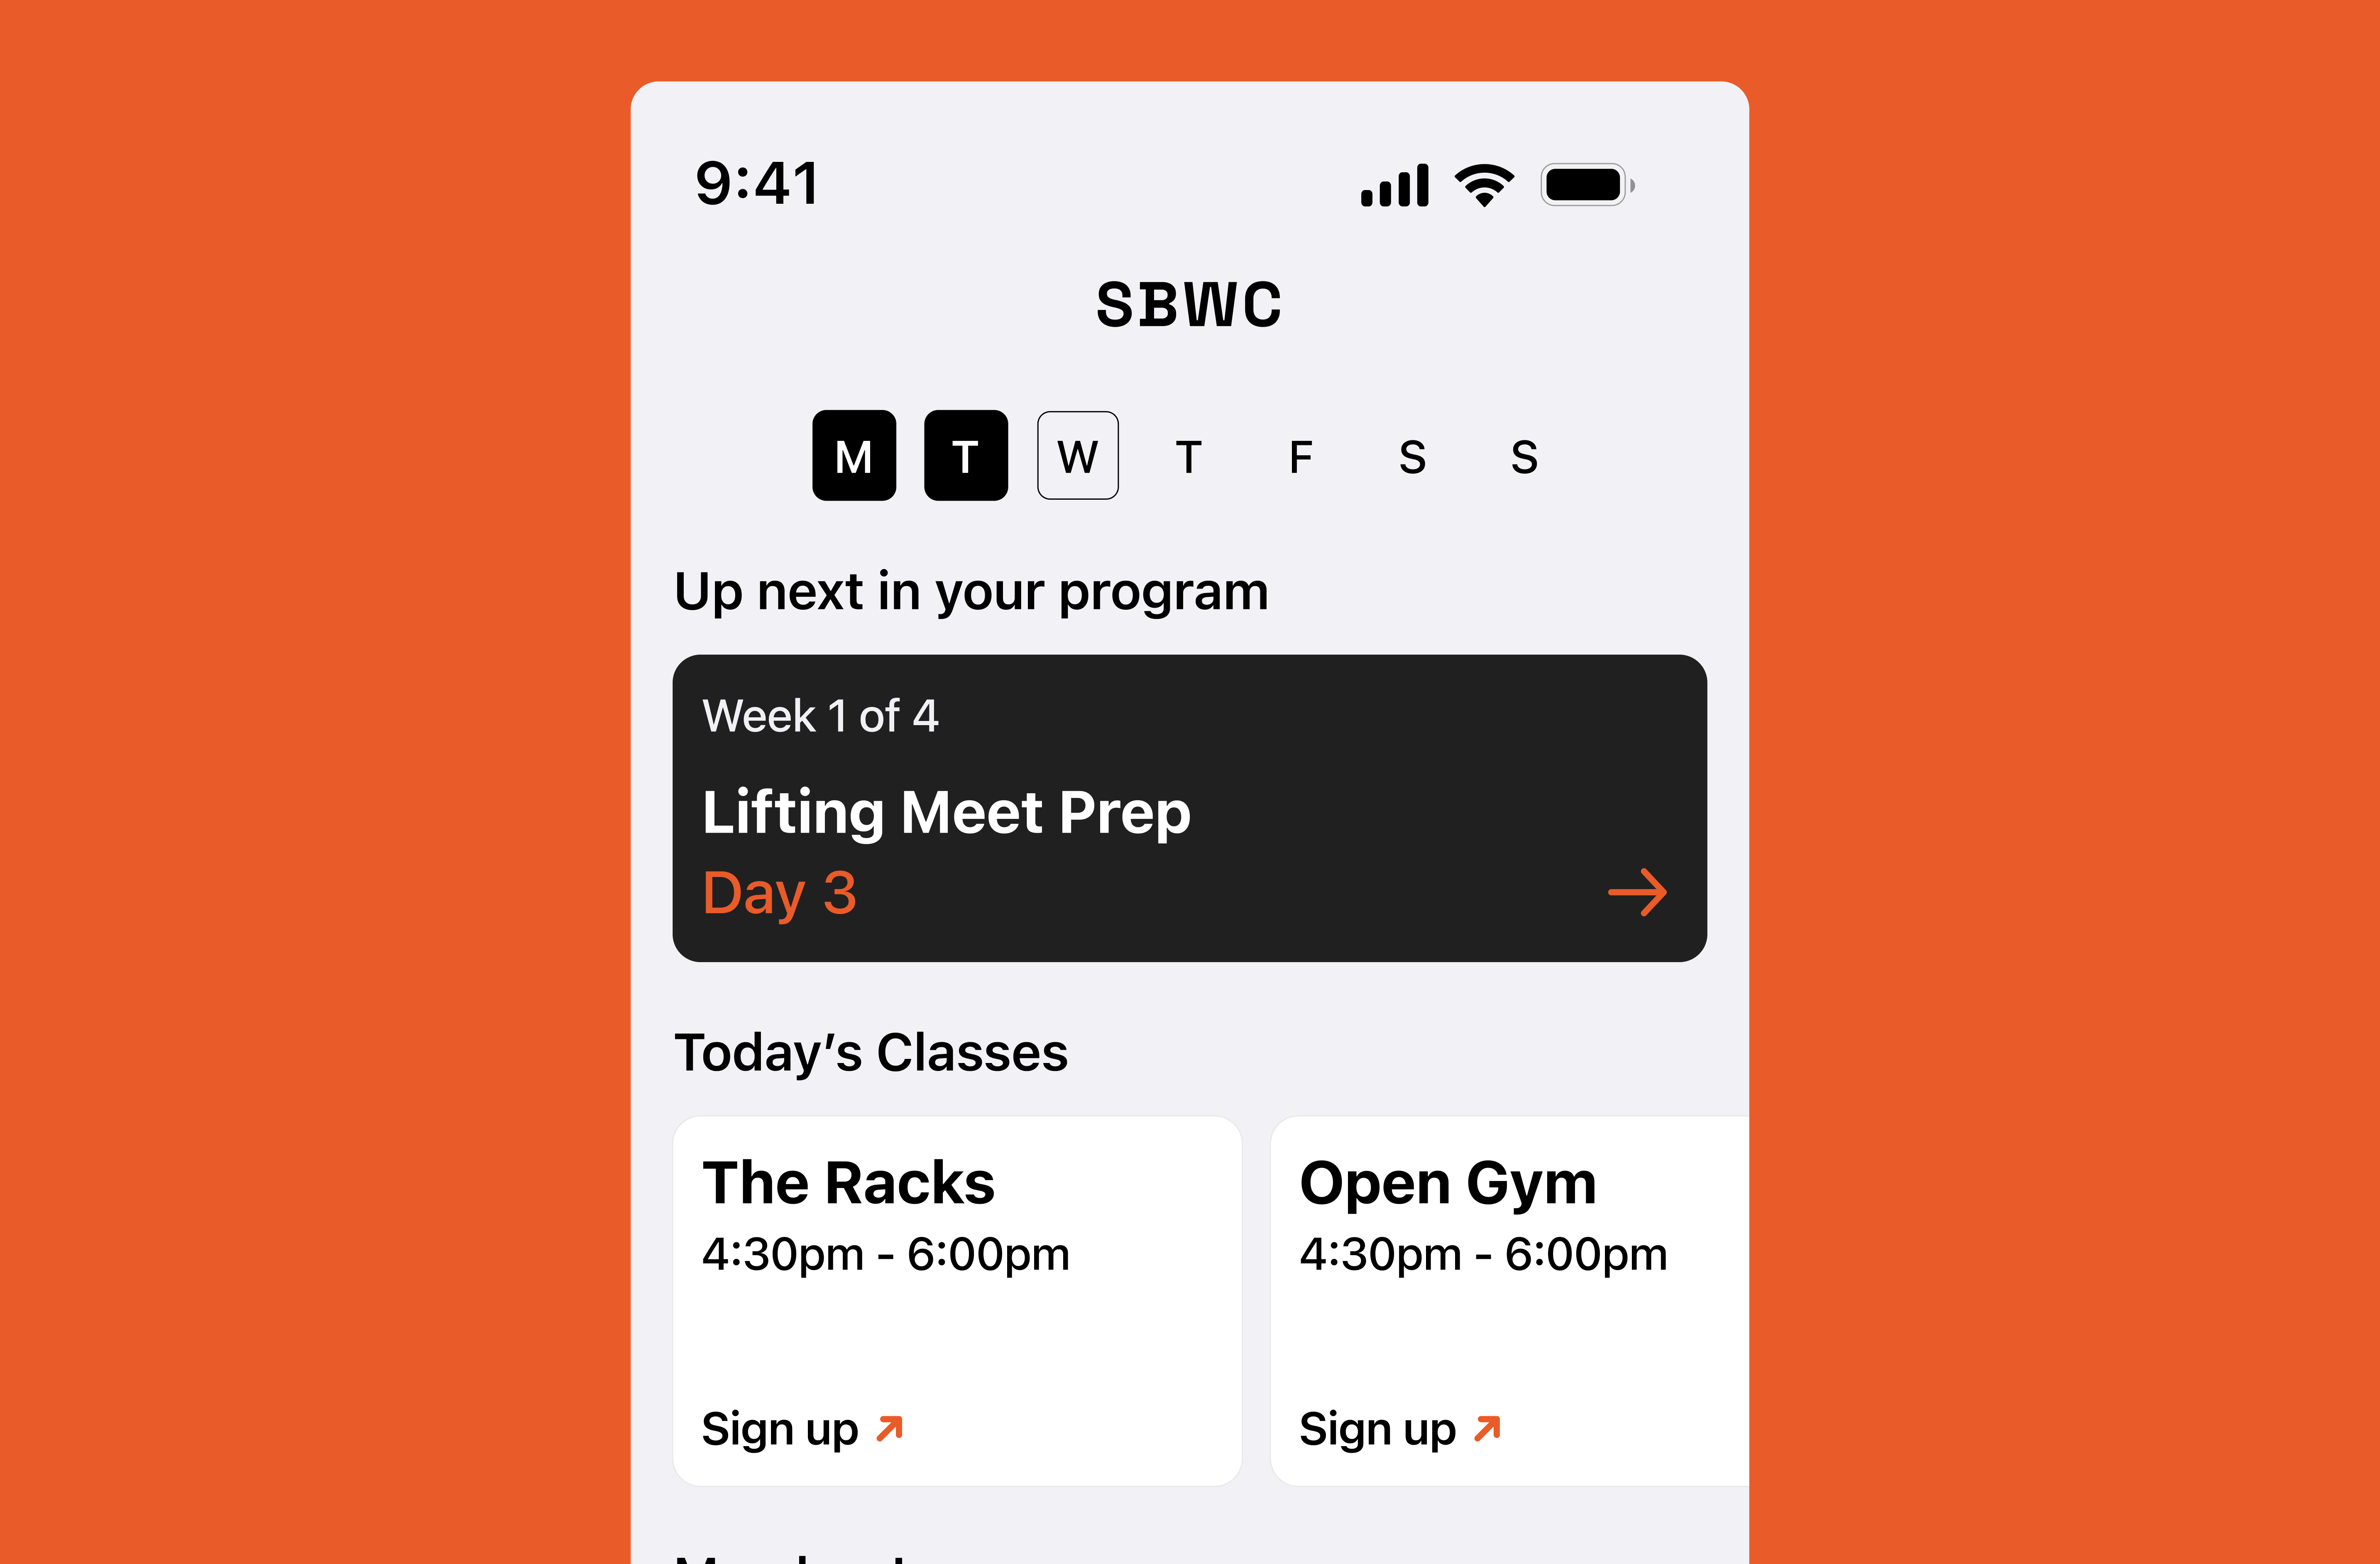 9:41
SBWC
M T W T F S S
Up next in your program
Week 1 of 4
Lifting Meet Prep
Day 3
Today’s Classes
The Racks
4:30pm - 6:00pm
Sign up
Open Gym
4:30pm - 6:00pm
Sign up